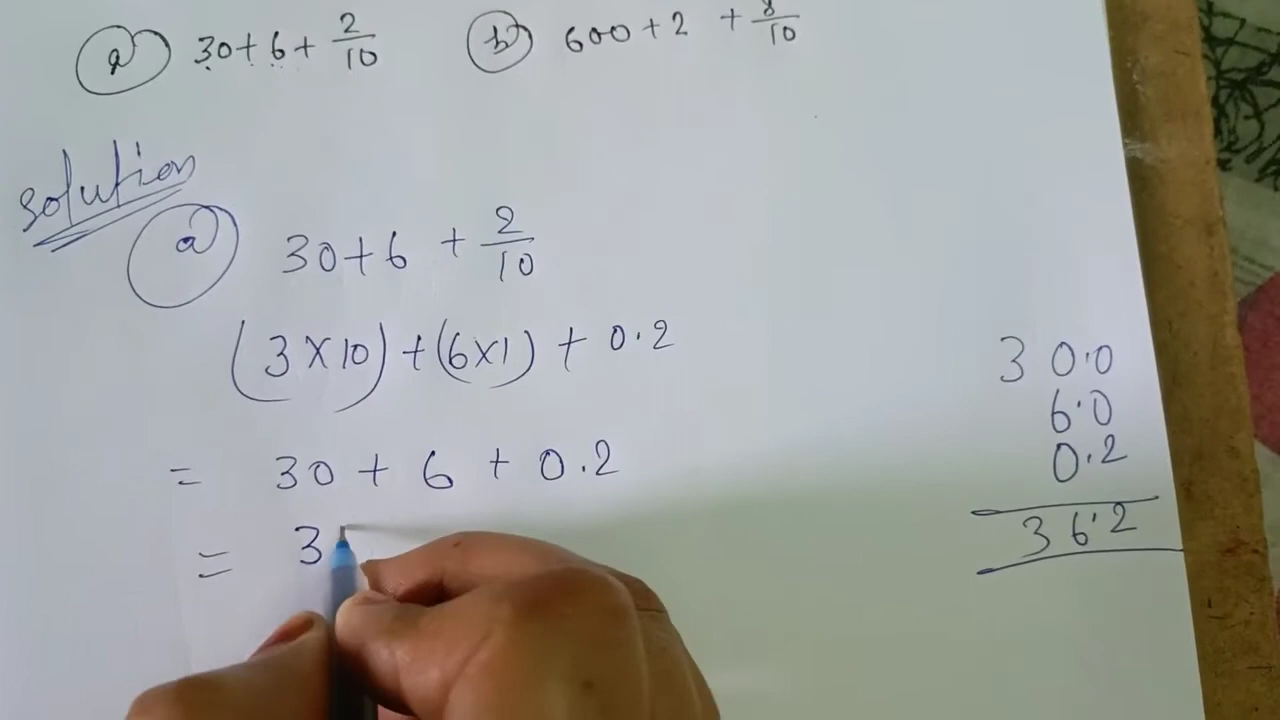 a 30+6+2/10 b 600+2+8/10
Solution
a 30+6+2/10
(3×10)+(6×1)+0.2
= 30+6+0.2
= 3
30.0
6.0
0.2
36.2